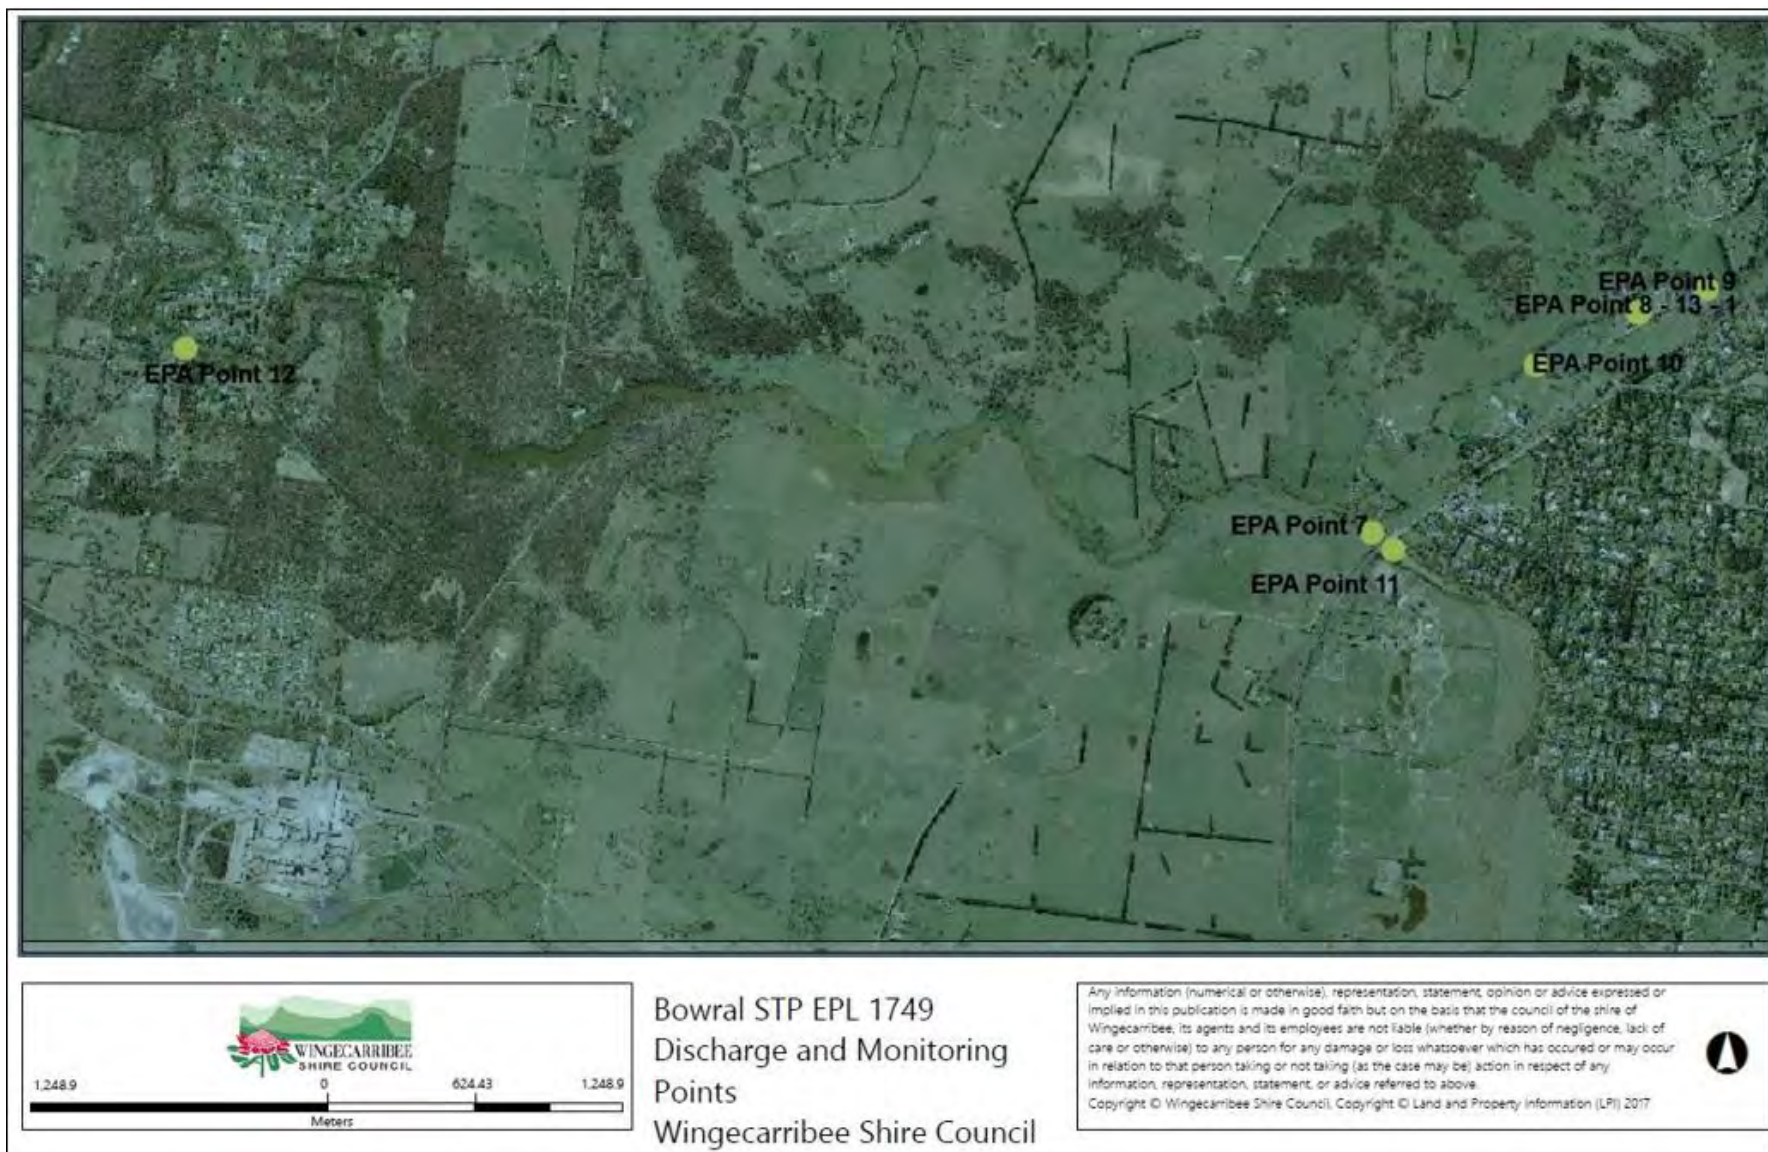 EPA Point 9
EPA Point 8 - 13 - 1
EPA Point 10
EPA Point 12
EPA Point 7
EPA Point 11
WINGECARRIBEE
SHIRE COUNCIL
1,248.9 0 624.43 1,248.9
Meters
Bowral STP EPL 1749
Discharge and Monitoring
Points
Wingecarribee Shire Council
Any information (numerical or otherwise), representation, statement, opinion or advice expressed or
implied in this publication is made in good faith but on the basis that the council of the shire of
Wingecarribee, its agents and its employees are not liable (whether by reason of negligence, lack of
care or otherwise) to any person for any damage or loss whatsoever which has occured or may occur
in relation to that person taking or not taking (as the case may be) action in respect of any
information, representation, statement, or advice referred to above.
Copyright © Wingecarribee Shire Council, Copyright © Land and Property Information (LPI) 2017